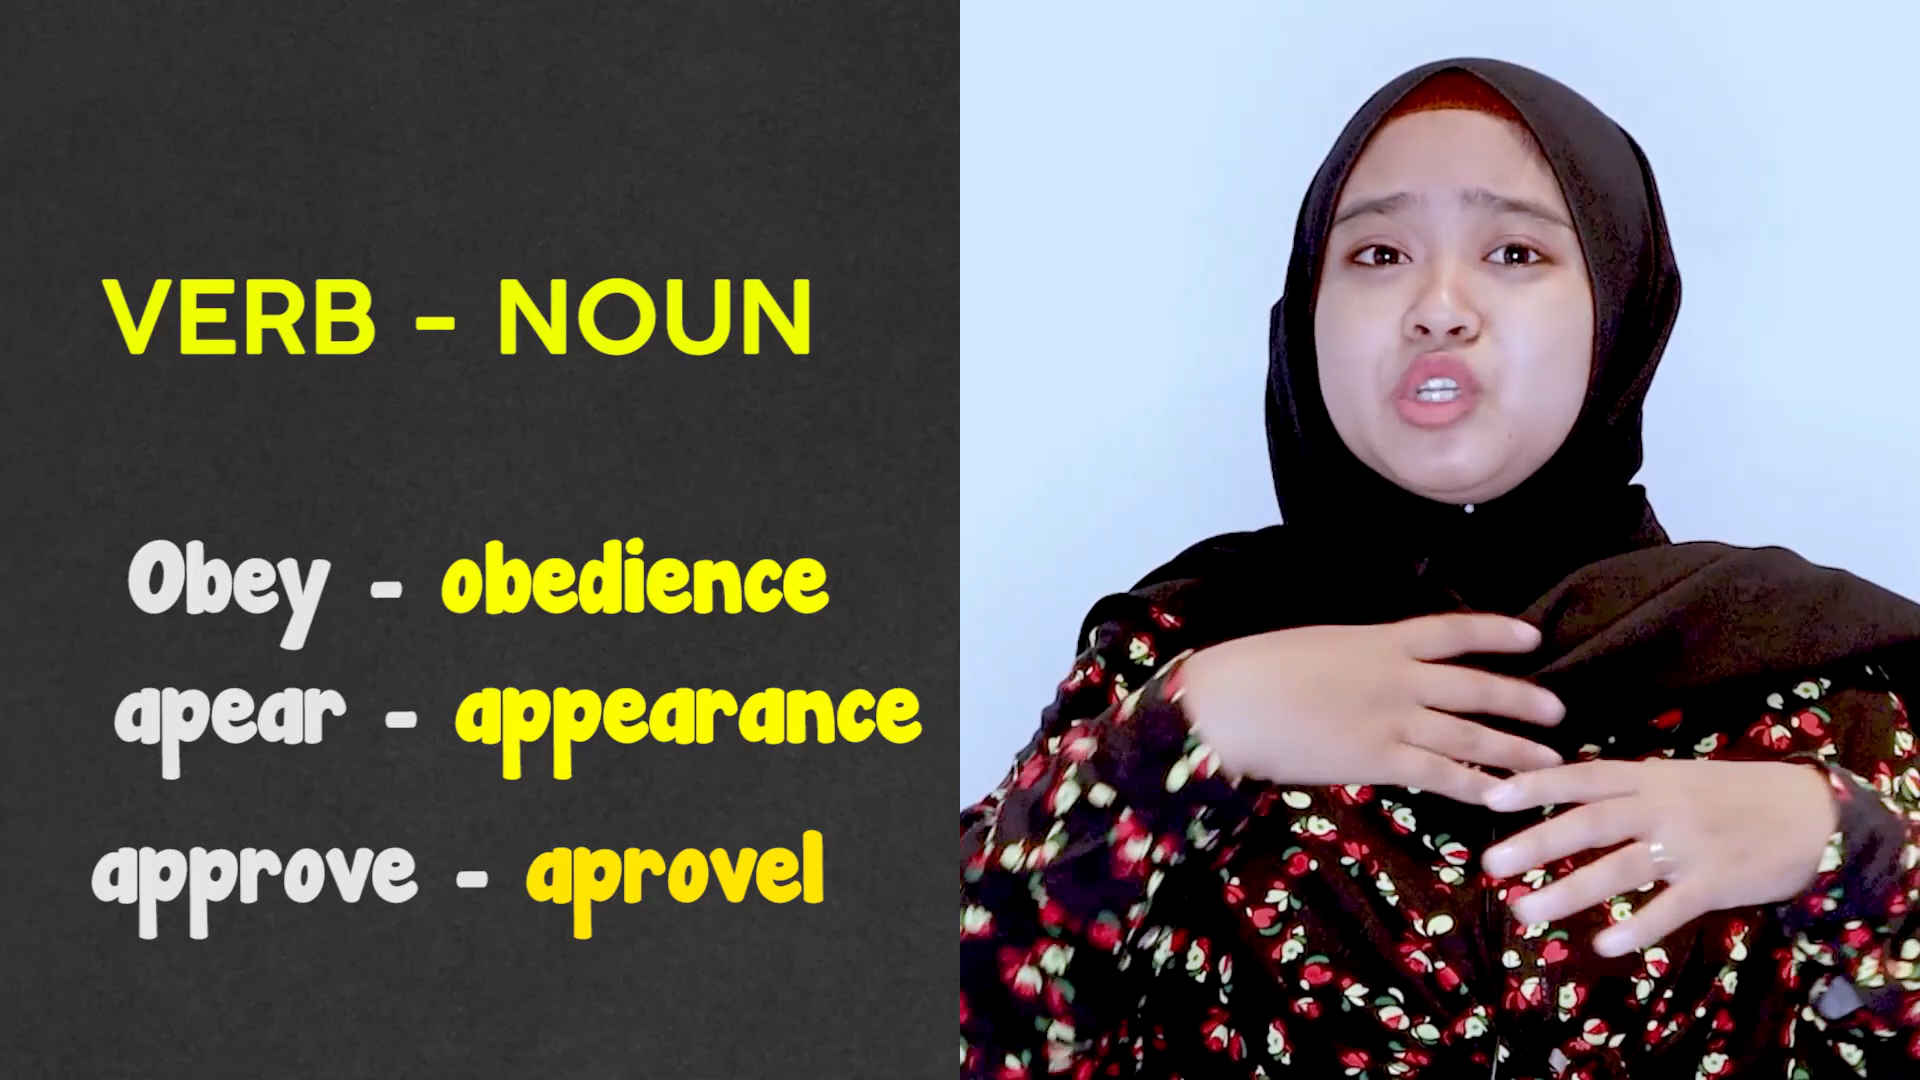 VERB - NOUN
Obey - obedience
apear - appearance
approve - aprovel